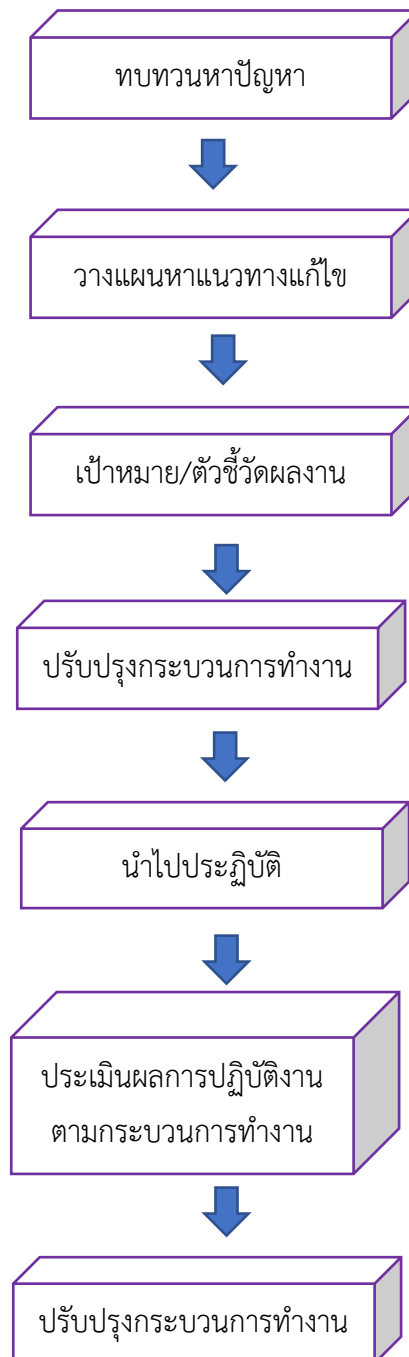 ทบทวนหาปัญหา
วางแผนหาแนวทางแก้ไข
เป้าหมาย/ตัวชี้วัดผลงาน
ปรับปรุงกระบวนการทำงาน
นำไปประฏิบัติ
ประเมินผลการปฏิบัติงาน
ตามกระบวนการทำงาน
ปรับปรุงกระบวนการทำงาน